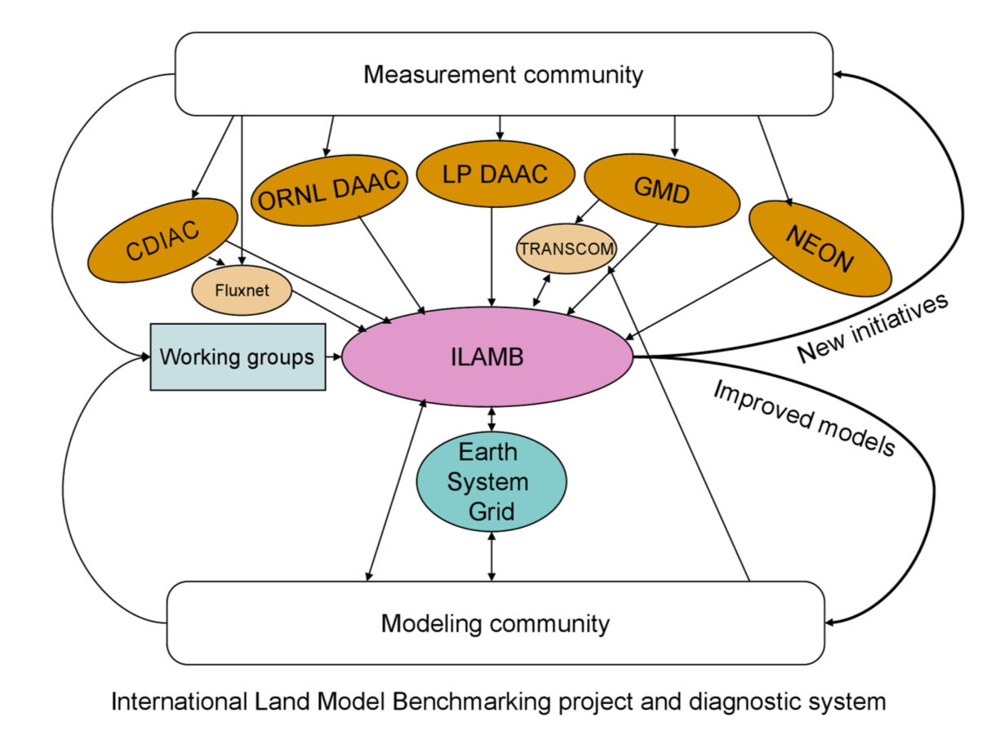 Measurement community
ORNL DAAC
LP DAAC
GMD
CDIAC
TRANSCOM
NEON
Fluxnet
Working groups
ILAMB
New initiatives
Improved models
Earth
System
Grid
Modeling community
International Land Model Benchmarking project and diagnostic system